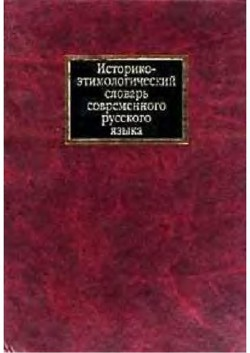 Историко-
этимологический
словарь
современного
русского
языка